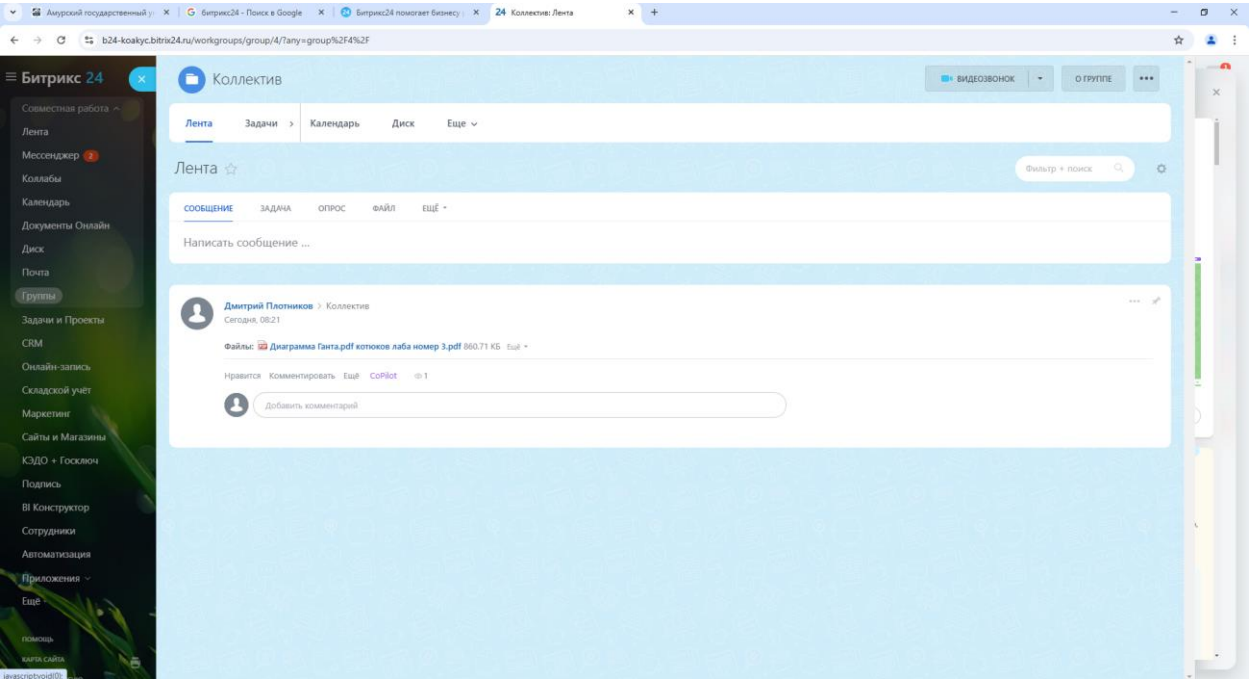 Амурский государственный у
битрикс24 - Поиск в Google
Битрикс24 помогает бизнесу
24 Коллектив: Лента
b24-koakyc.bitrix24.ru/workgroups/group/4/?any=group%2F4%2F
Битрикс 24
Совместная работа
Лента
Мессенджер 2
Коллабы
Календарь
Документы Онлайн
Диск
Почта
Группы
Задачи и Проекты
CRM
Онлайн-запись
Складской учёт
Маркетинг
Сайты и Магазины
КЭДО + Госключ
Подпись
BI Конструктор
Сотрудники
Автоматизация
Приложения
Ещё
ПОМОЩЬ
КАРТА САЙТА
javascript:void(0);
Коллектив
ВИДЕОЗВОНОК
О ГРУППЕ
Лента Задачи Календарь Диск Еще
Лента
Фильтр + поиск
СООБЩЕНИЕ ЗАДАЧА ОПРОС ФАЙЛ ЕЩЁ
Написать сообщение ...
Дмитрий Плотников > Коллектив
Сегодня, 08:21
Файлы: Диаграмма Ганта.pdf котюков лаба номер 3.pdf 860.71 КБ Ещё
Нравится Комментировать Ещё CoPilot 1
Добавить комментарий